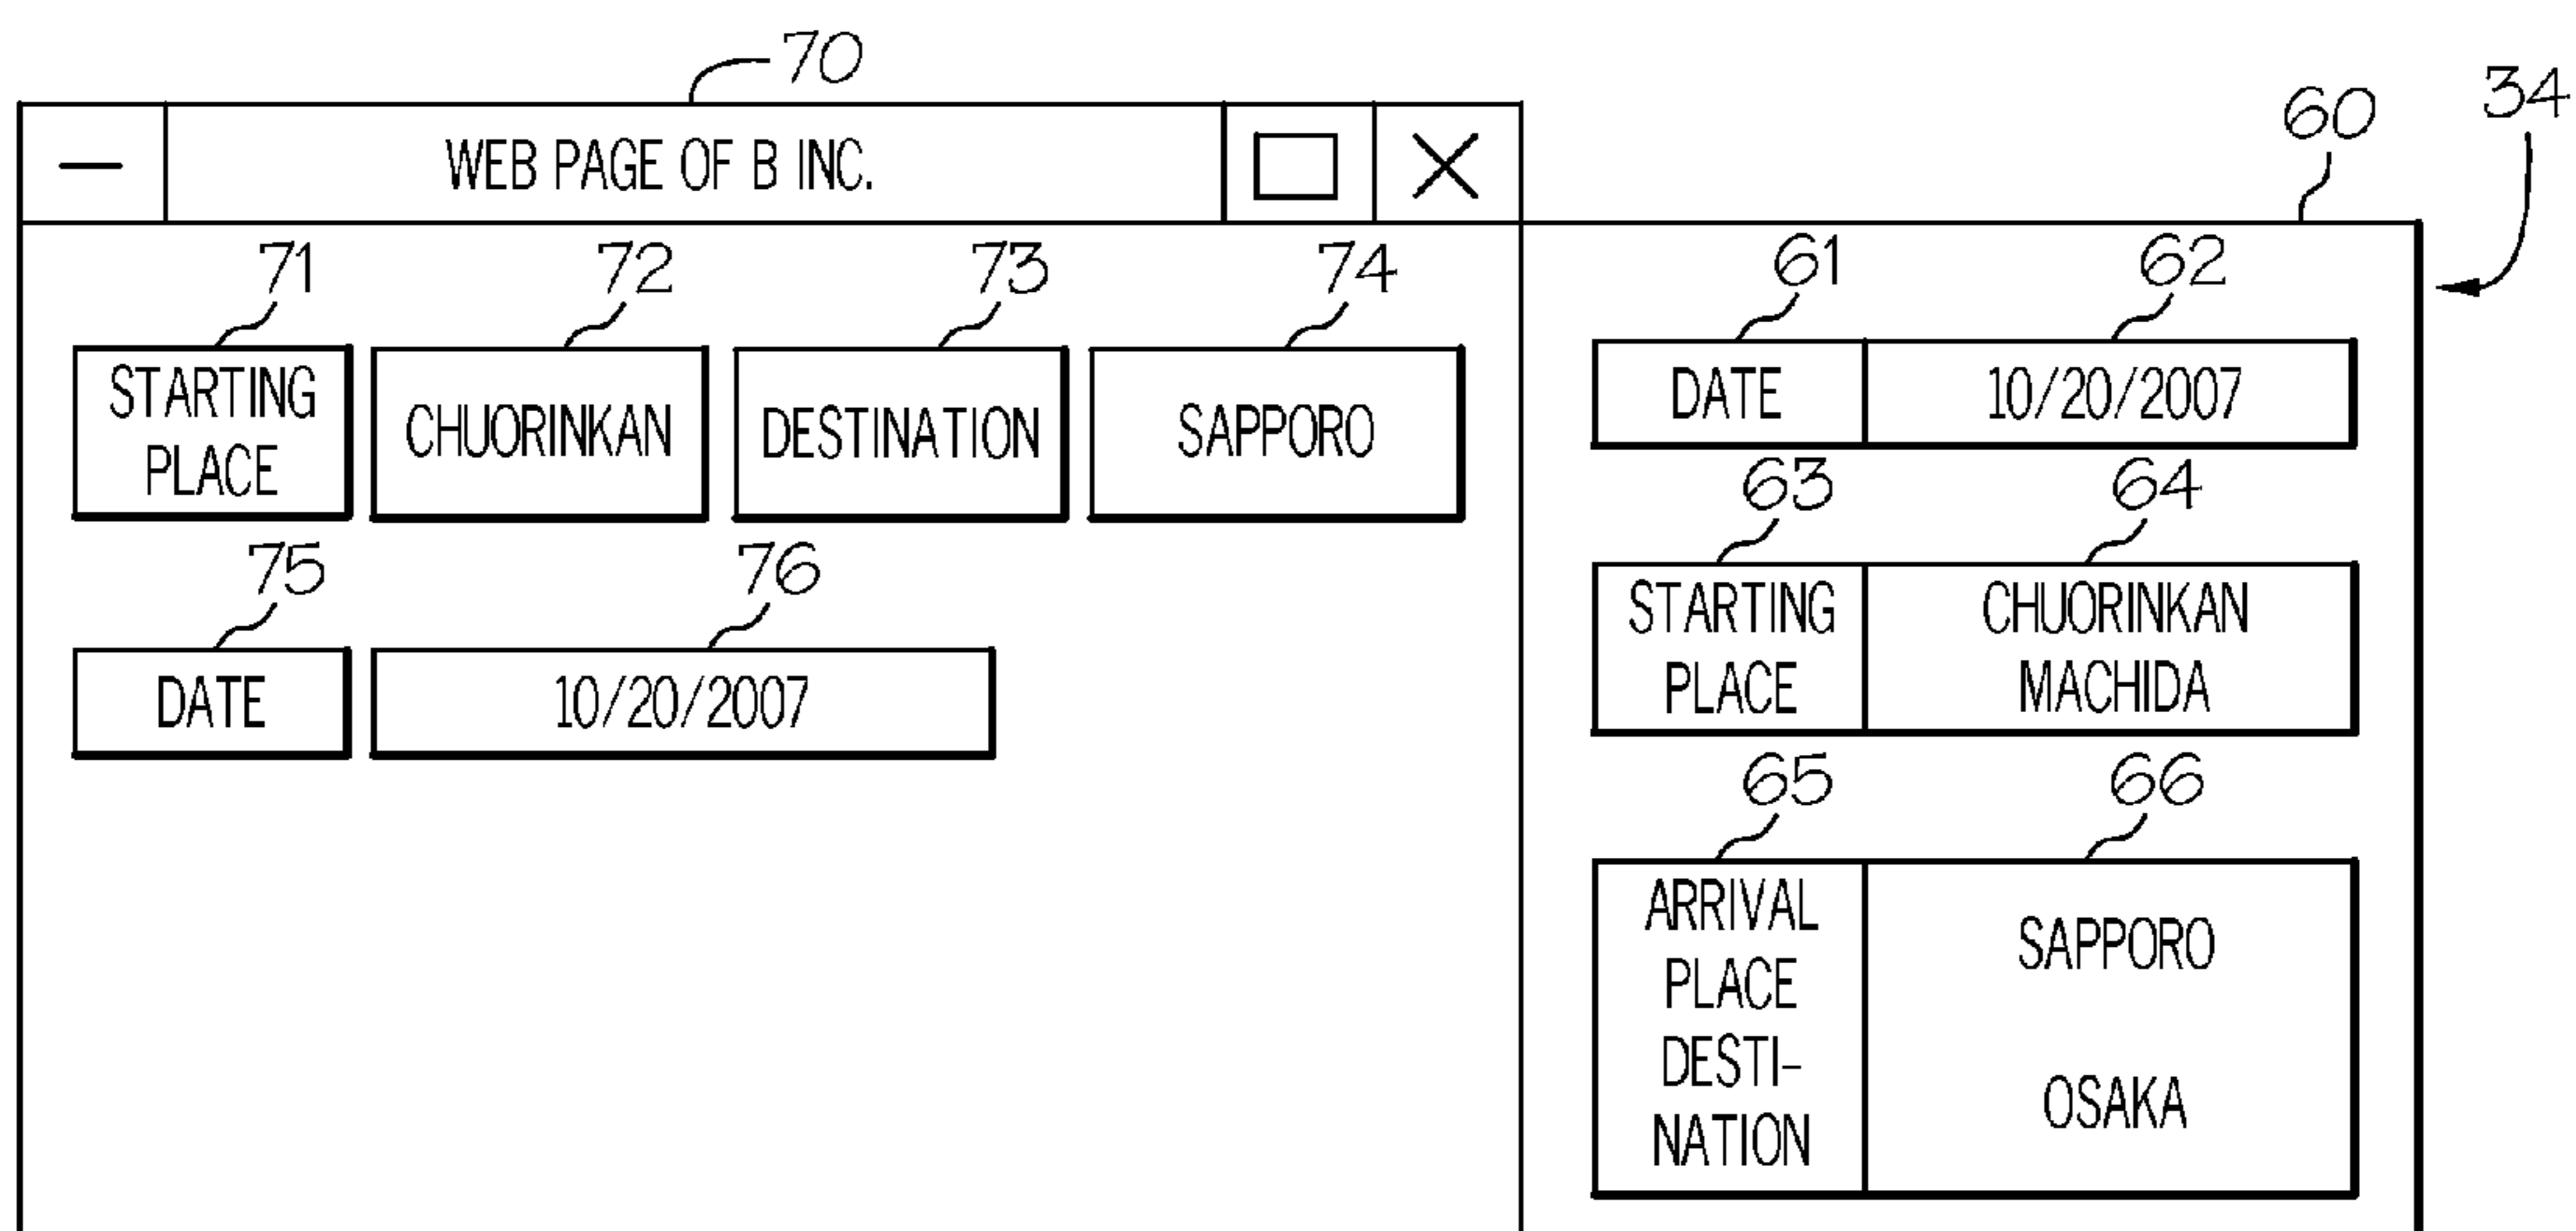 70
34
60
WEB PAGE OF B INC.
71 72 73 74
STARTING
PLACE
CHUORINKAN
DESTINATION
SAPPORO
75 76
DATE
10/20/2007
61 62
DATE
10/20/2007
63 64
STARTING
PLACE
CHUORINKAN
MACHIDA
65 66
ARRIVAL
PLACE
DESTI-
NATION
SAPPORO
OSAKA